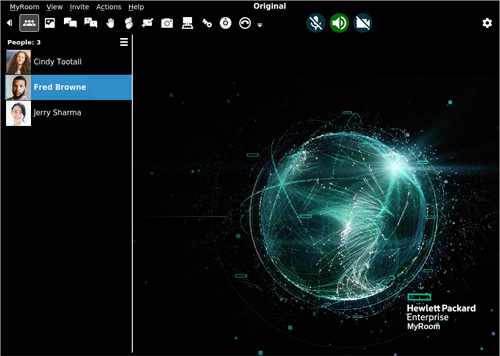 MyRoom View Invite Actions Help
Original
People: 3
Cindy Tootall
Fred Browne
Jerry Sharma
Hewlett Packard
Enterprise
MyRoom